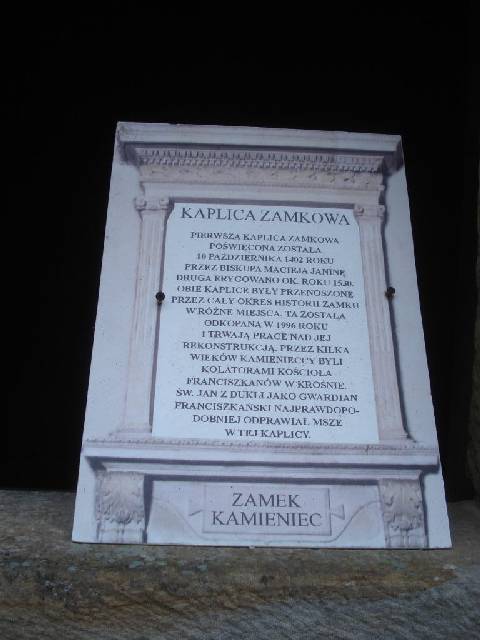 KAPLICA ZAMKOWA
PIERWSZA KAPLICA ZAMKOWA
POŚWIĘCONA ZOSTAŁA
10 PAŹDZIERNIKA 1402 ROKU
PRZEZ BISKUPA MACIEJA JANINĘ,
DRUGĄ ERYGOWANO OK. ROKU 1530.
OBIE KAPLICE BYŁY PRZENOSZONE
PRZEZ CAŁY OKRES HISTORII ZAMKU
W RÓŻNE MIEJSCA. TA ZOSTAŁA
ODKOPANA W 1996 ROKU
I TRWAJĄ PRACE NAD JEJ
REKONSTRUKCJĄ. PRZEZ KILKA
WIEKÓW KAMIENIECCY BYLI
KOLATORAMI KOŚCIOŁA
FRANCISZKANÓW W KROŚNIE.
ŚW. JAN Z DUKLI JAKO GWARDIAN
FRANCISZKAŃSKI NAJPRAWDOPO-
DOBNIEJ ODPRAWIAŁ MSZE
W TEJ KAPLICY.
ZAMEK
KAMIENIEC